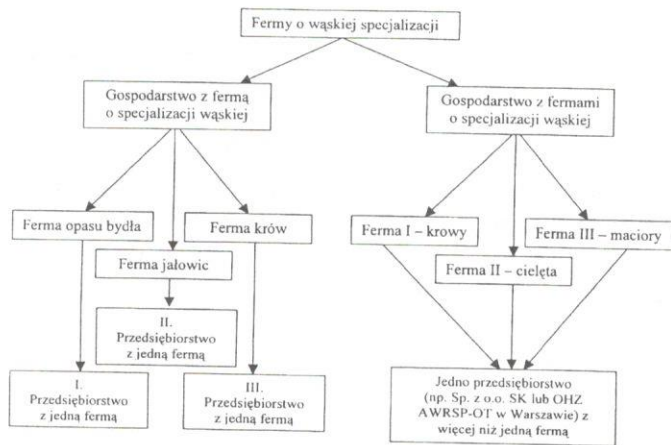 Fermy o wąskiej specjalizacji
Gospodarstwo z fermą
o specjalizacji wąskiej
Gospodarstwo z fermami
o specjalizacji wąskiej
Ferma opasu bydła
Ferma krów
Ferma jałowic
Ferma I – krowy
Ferma III – maciory
Ferma II – cielęta
II.
Przedsiębiorstwo
z jedną fermą
I.
Przedsiębiorstwo
z jedną fermą
III.
Przedsiębiorstwo
z jedną fermą
Jedno przedsiębiorstwo
(np. Sp. z o.o. SK lub OHZ
AWRSP-OT w Warszawie) z
więcej niż jedną fermą